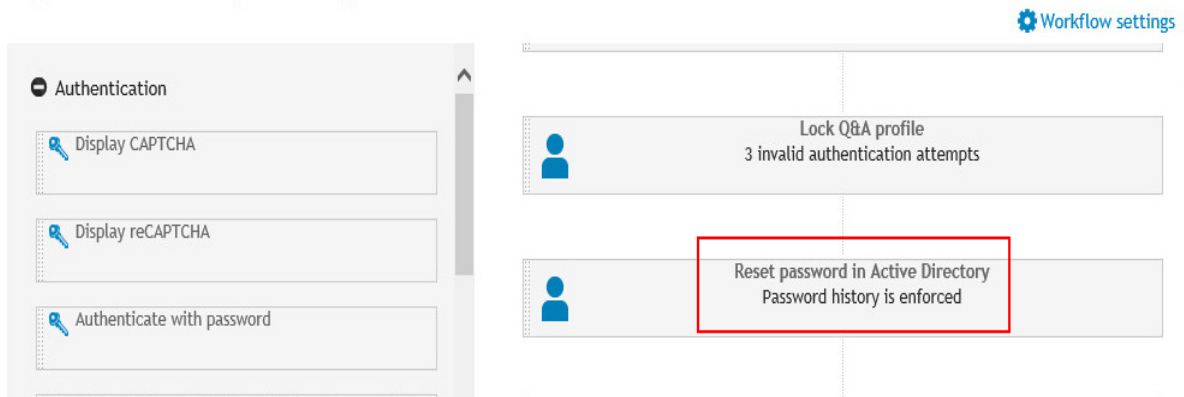 Workflow settings
Authentication
Display CAPTCHA
Display reCAPTCHA
Authenticate with password
Lock Q&A profile
3 invalid authentication attempts
Reset password in Active Directory
Password history is enforced